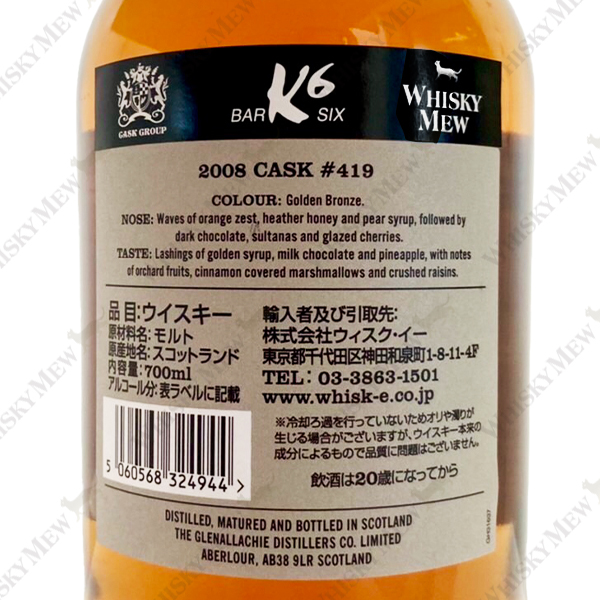 GASK GROUP
BAR K6 SIX
WHISKY
MEW
2008 CASK #419
COLOUR: Golden Bronze.
NOSE: Waves of orange zest, heather honey and pear syrup, followed by
dark chocolate, sultanas and glazed cherries.
TASTE: Lashings of golden syrup, milk chocolate and pineapple, with notes
of orchard fruits, cinnamon covered marshmallows and crushed raisins.
品 目:ウイスキー
原材料名:モルト
原産地名:スコットランド
内容量:700ml
アルコール分:表ラベルに記載
輸入者及び引取先:
株式会社ウィスク・イー
東京都千代田区神田和泉町1-8-11-4F
TEL: 03-3863-1501
www.whisk-e.co.jp
※冷却ろ過を行っていないためオリや濁りが
生じる場合がございますが、ウイスキー本来の
成分によるもので品質に問題はございません。
飲酒は20歳になってから
5 060568 324944 >
DISTILLED, MATURED AND BOTTLED IN SCOTLAND
THE GLENALLACHIE DISTILLERS CO. LIMITED
ABERLOUR, AB38 9LR SCOTLAND
WHISKY MEW